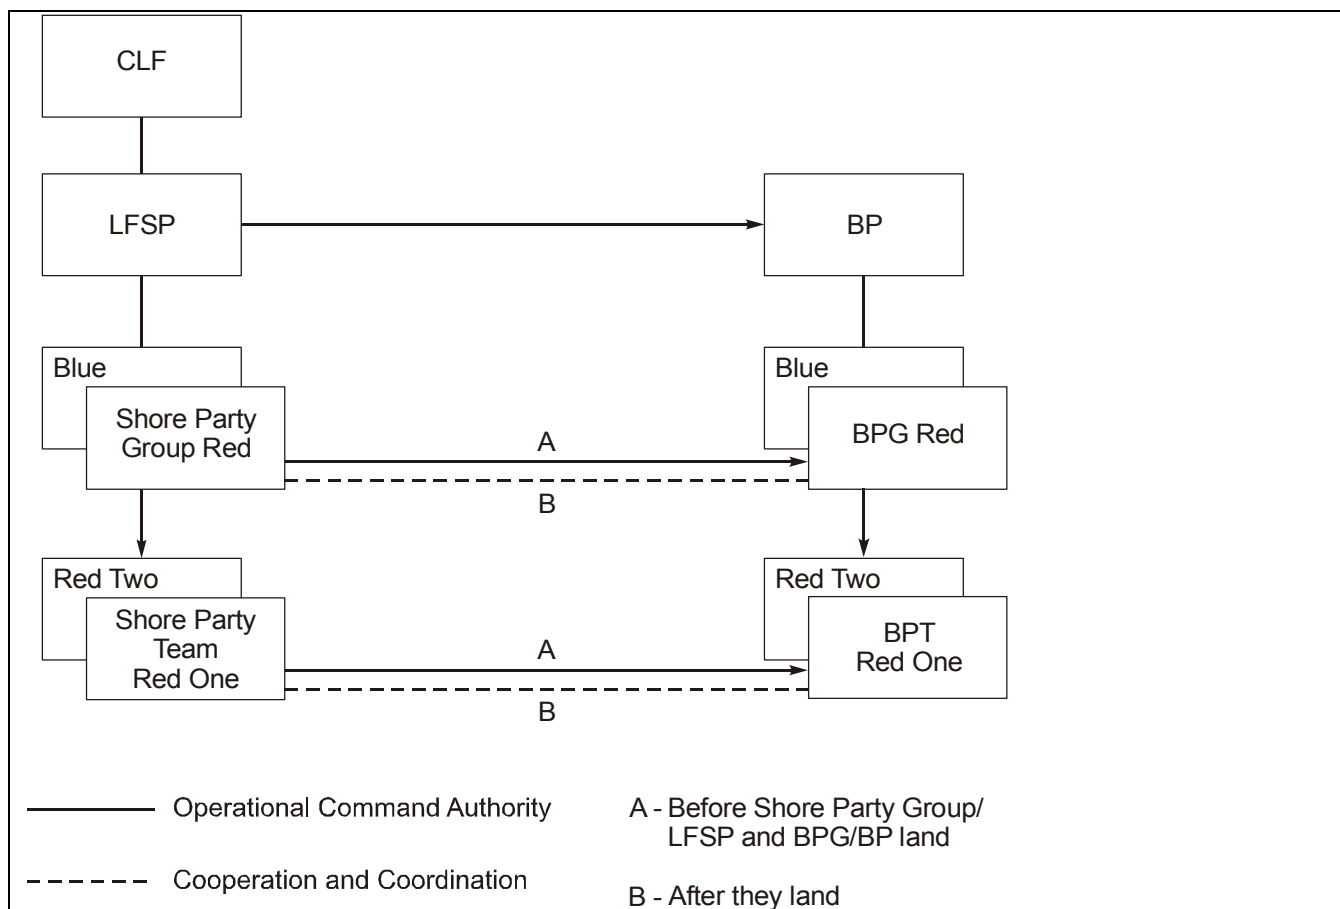 CLF
LFSP
BP
Blue
Shore Party
Group Red
A
B
Blue
BPG Red
Red Two
Shore Party
Team
Red One
A
B
Red Two
BPT
Red One
Operational Command Authority
Cooperation and Coordination
A - Before Shore Party Group/
LFSP and BPG/BP land
B - After they land